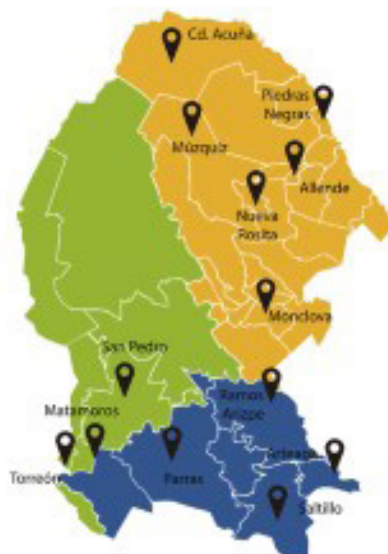 Cd. Acuña
Piedras
Negras
Múzquiz
Allende
Nueva
Rosita
Monclova
San Pedro
Ramos
Arizpe
Matamoros
Arteaga
Torreón
Parras
Saltillo